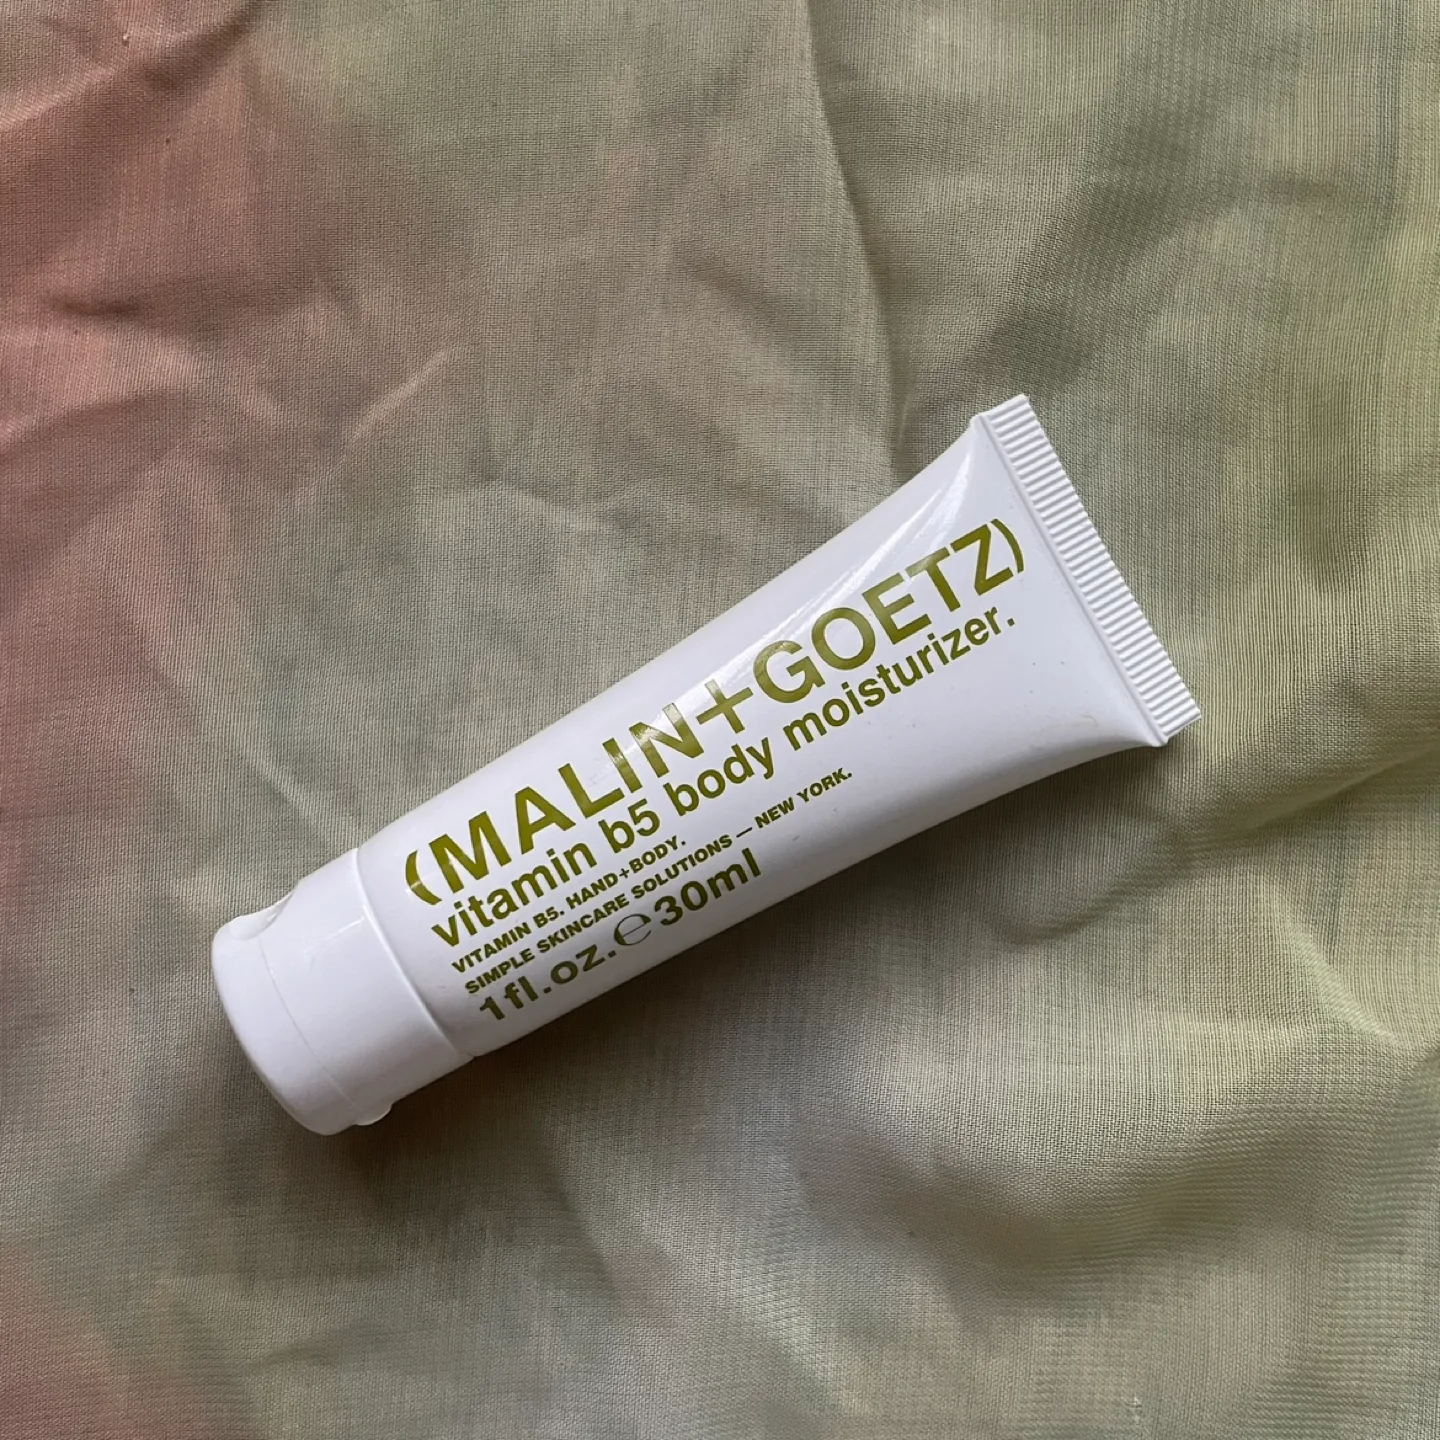 (MALIN+GOETZ)
vitamin b5 body moisturizer.
VITAMIN B5. HAND+BODY.
SIMPLE SKINCARE SOLUTIONS — NEW YORK.
1fl.oz. ℮ 30ml